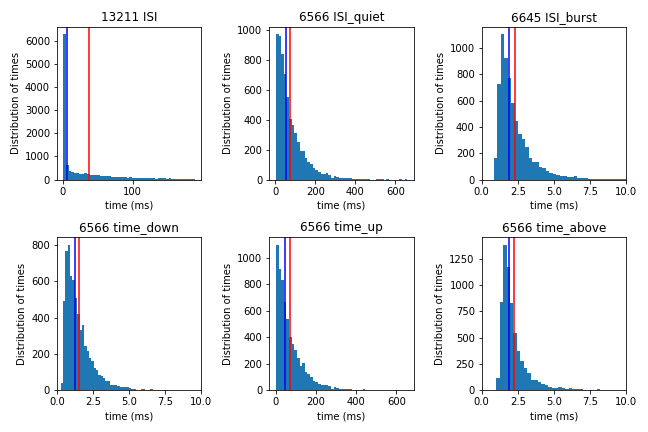 13211 ISI
6566 ISI_quiet
6645 ISI_burst
Distribution of times
6000
5000
4000
3000
2000
1000
0
0 100
time (ms)
Distribution of times
1000
800
600
400
200
0
0 200 400 600
time (ms)
Distribution of times
1000
800
600
400
200
0
0.0 2.5 5.0 7.5 10.0
time (ms)
6566 time_down
6566 time_up
6566 time_above
Distribution of times
800
600
400
200
0
0.0 2.5 5.0 7.5 10.0
time (ms)
Distribution of times
1000
800
600
400
200
0
0 200 400 600
time (ms)
Distribution of times
1250
1000
750
500
250
0
0.0 2.5 5.0 7.5 10.0
time (ms)